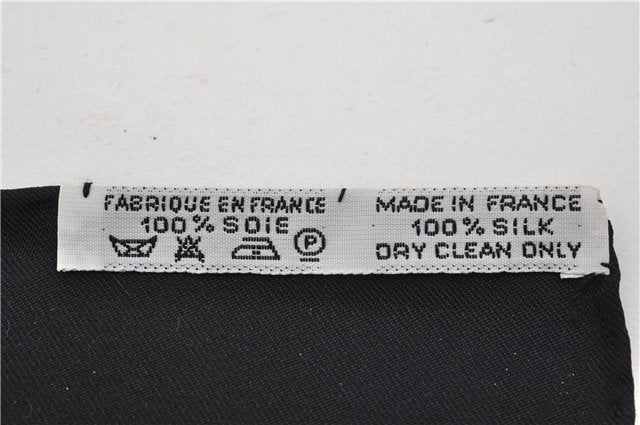 FABRIQUE EN FRANCE
100% SOIE
P
MADE IN FRANCE
100% SILK
DRY CLEAN ONLY